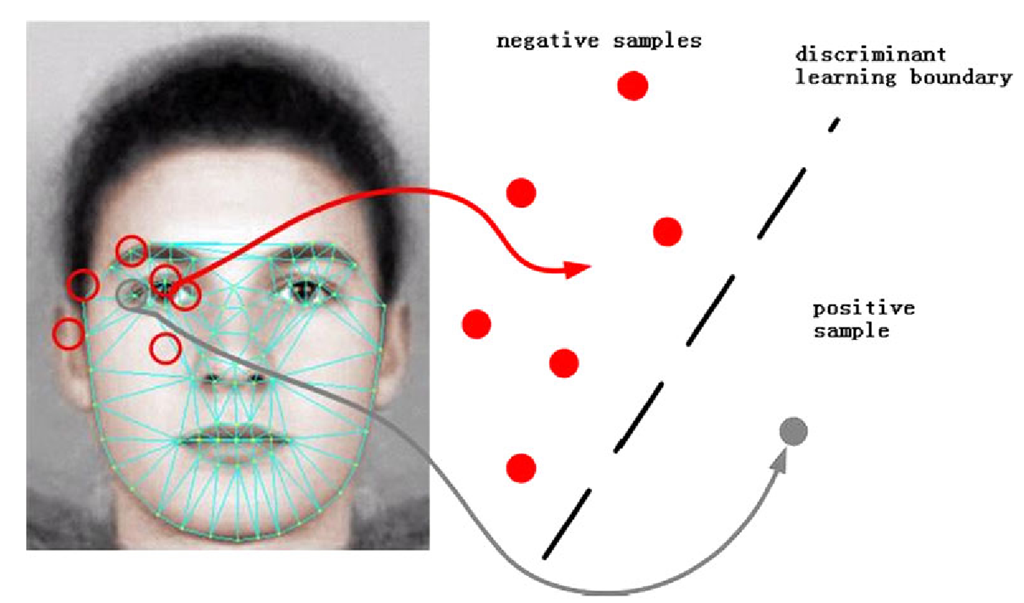 negative samples
discriminant
learning boundary
positive
sample